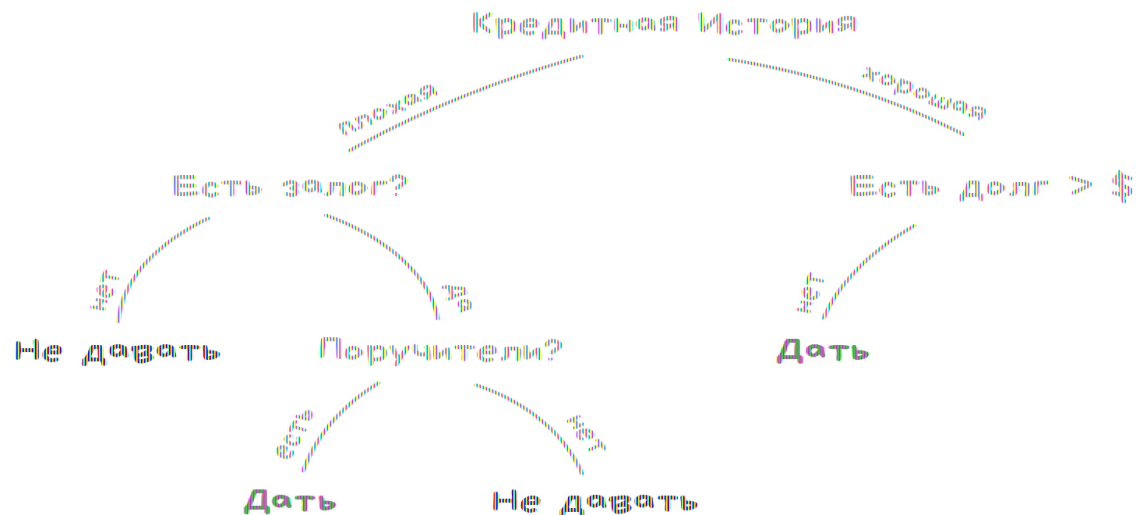 Кредитная История
плохая
хорошая
Есть залог?
Есть долг > $
нет
да
нет
Не давать
Поручители?
Дать
есть
нет
Дать
Не давать